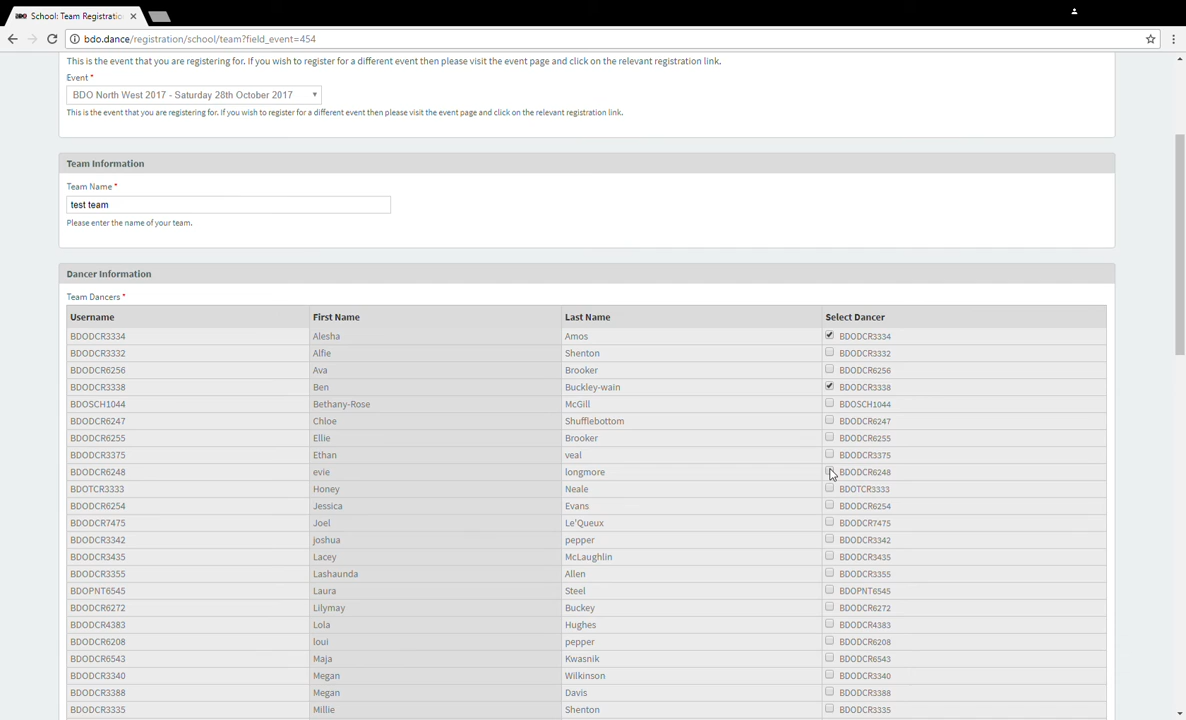 School: Team Registratio
bdo.dance/registration/school/team?field_event=454
This is the event that you are registering for. If you wish to register for a different event then please visit the event page and click on the relevant registration link.
Event *
BDO North West 2017 - Saturday 28th October 2017
This is the event that you are registering for. If you wish to register for a different event then please visit the event page and click on the relevant registration link.
Team Information
Team Name *
test team
Please enter the name of your team.
Dancer Information
Team Dancers *
Username First Name Last Name Select Dancer
BDODCR3334 Alesha Amos BDODCR3334
BDODCR3332 Alfie Shenton BDODCR3332
BDODCR6256 Ava Brooker BDODCR6256
BDODCR3338 Ben Buckley-wain BDODCR3338
BDOSCH1044 Bethany-Rose McGill BDOSCH1044
BDODCR6247 Chloe Shufflebottom BDODCR6247
BDODCR6255 Ellie Brooker BDODCR6255
BDODCR3375 Ethan veal BDODCR3375
BDODCR6248 evie longmore BDODCR6248
BDOTCR3333 Honey Neale BDOTCR3333
BDODCR6254 Jessica Evans BDODCR6254
BDODCR7475 Joel Le'Queux BDODCR7475
BDODCR3342 joshua pepper BDODCR3342
BDODCR3435 Lacey McLaughlin BDODCR3435
BDODCR3355 Lashaunda Allen BDODCR3355
BDOPNT6545 Laura Steel BDOPNT6545
BDODCR6272 Lilymay Buckey BDODCR6272
BDODCR4383 Lola Hughes BDODCR4383
BDODCR6208 loui pepper BDODCR6208
BDODCR6543 Maja Kwasnik BDODCR6543
BDODCR3340 Megan Wilkinson BDODCR3340
BDODCR3388 Megan Davis BDODCR3388
BDODCR3335 Millie Shenton BDODCR3335